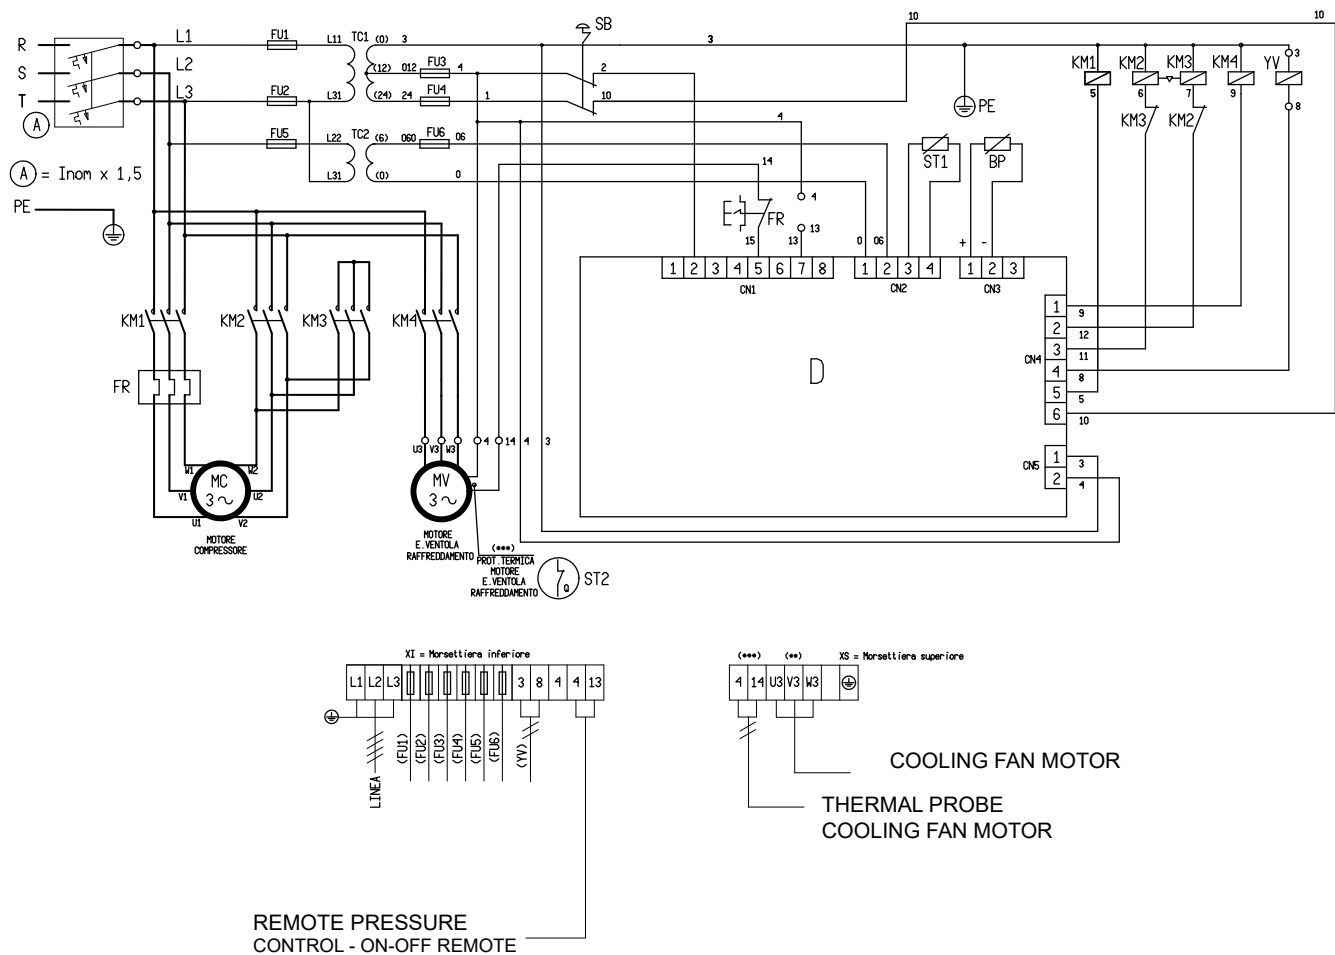 10 10
R L1 FU1 L11 TC1 (0) 3 SB 3 3
S L2 (12) 012 FU3 4 2 KM1 KM2 KM3 KM4 YV
T L3 FU2 L31 (24) 24 FU4 1 10 PE 5 6 7 9 8
A 4 KM3 KM2
FU5 L22 TC2 (6) 060 FU6 06 ST1 BP
A = Inom x 1,5 L31 (0) 0 14
PE 4
FR 13
15 13 0 06 + -
1 2 3 4 5 6 7 8 1 2 3 4 1 2 3
CN1 CN2 CN3
KM1 KM2 KM3 KM4
1 9
2 12
CN4 3 11
4 8
5 5
6 10
D
FR
U3 V3 W3 4 14 4 3
CN5 1 3
2 4
W1 W2
MC
3 ~
V1 U2
U1 V2
MV
3 ~
MOTORE
COMPRESSORE
MOTORE
E.VENTOLA
RAFFREDDAMENTO
(***)
PROT.TERMICA
MOTORE
E.VENTOLA
RAFFREDDAMENTO
Q ST2
XI = Morsettiera inferiore
L1 L2 L3 3 8 4 4 13
(FU1) (FU2) (FU3) (FU4) (FU5) (FU6) (YV)
LINEA
(***) (**) XS = Morsettiera superiore
4 14 U3 V3 W3
COOLING FAN MOTOR
THERMAL PROBE
COOLING FAN MOTOR
REMOTE PRESSURE
CONTROL - ON-OFF REMOTE